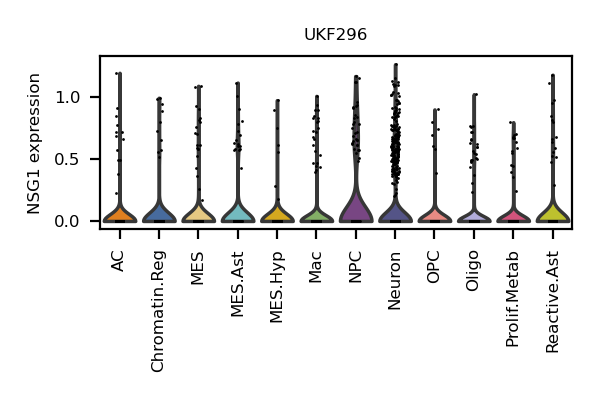 UKF296
NSG1 expression
1.0
0.5
0.0
AC
Chromatin.Reg
MES
MES.Ast
MES.Hyp
Mac
NPC
Neuron
OPC
Oligo
Prolif.Metab
Reactive.Ast